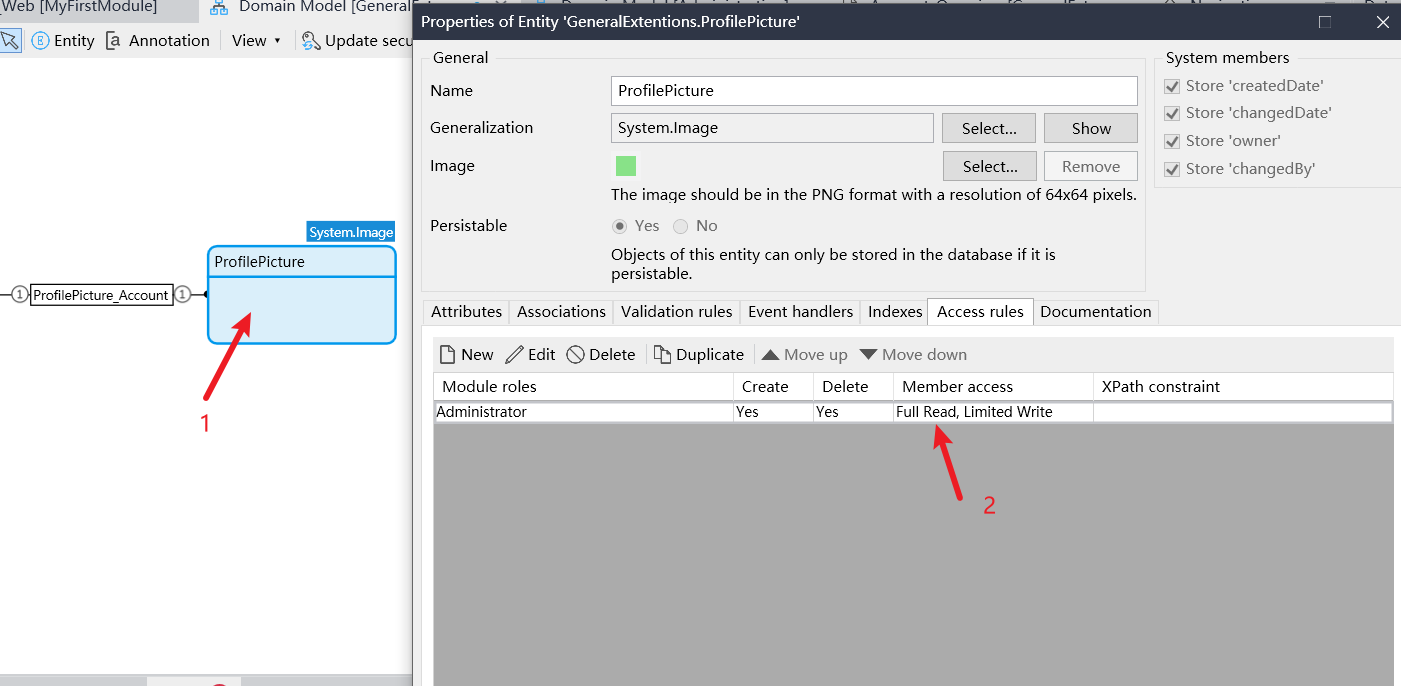 _Web [MyFirstModule]
Domain Model [GeneralExten
Entity
Annotation
View
Update secu
System.Image
ProfilePicture
1
ProfilePicture_Account
1
1
Properties of Entity 'GeneralExtentions.ProfilePicture'
General
Name
ProfilePicture
Generalization
System.Image
Select...
Show
Image
Select...
Remove
The image should be in the PNG format with a resolution of 64x64 pixels.
Persistable
Yes
No
Objects of this entity can only be stored in the database if it is
persistable.
System members
Store 'createdDate'
Store 'changedDate'
Store 'owner'
Store 'changedBy'
Attributes
Associations
Validation rules
Event handlers
Indexes
Access rules
Documentation
New
Edit
Delete
Duplicate
Move up
Move down
Module roles
Create
Delete
Member access
XPath constraint
Administrator
Yes
Yes
Full Read, Limited Write
2